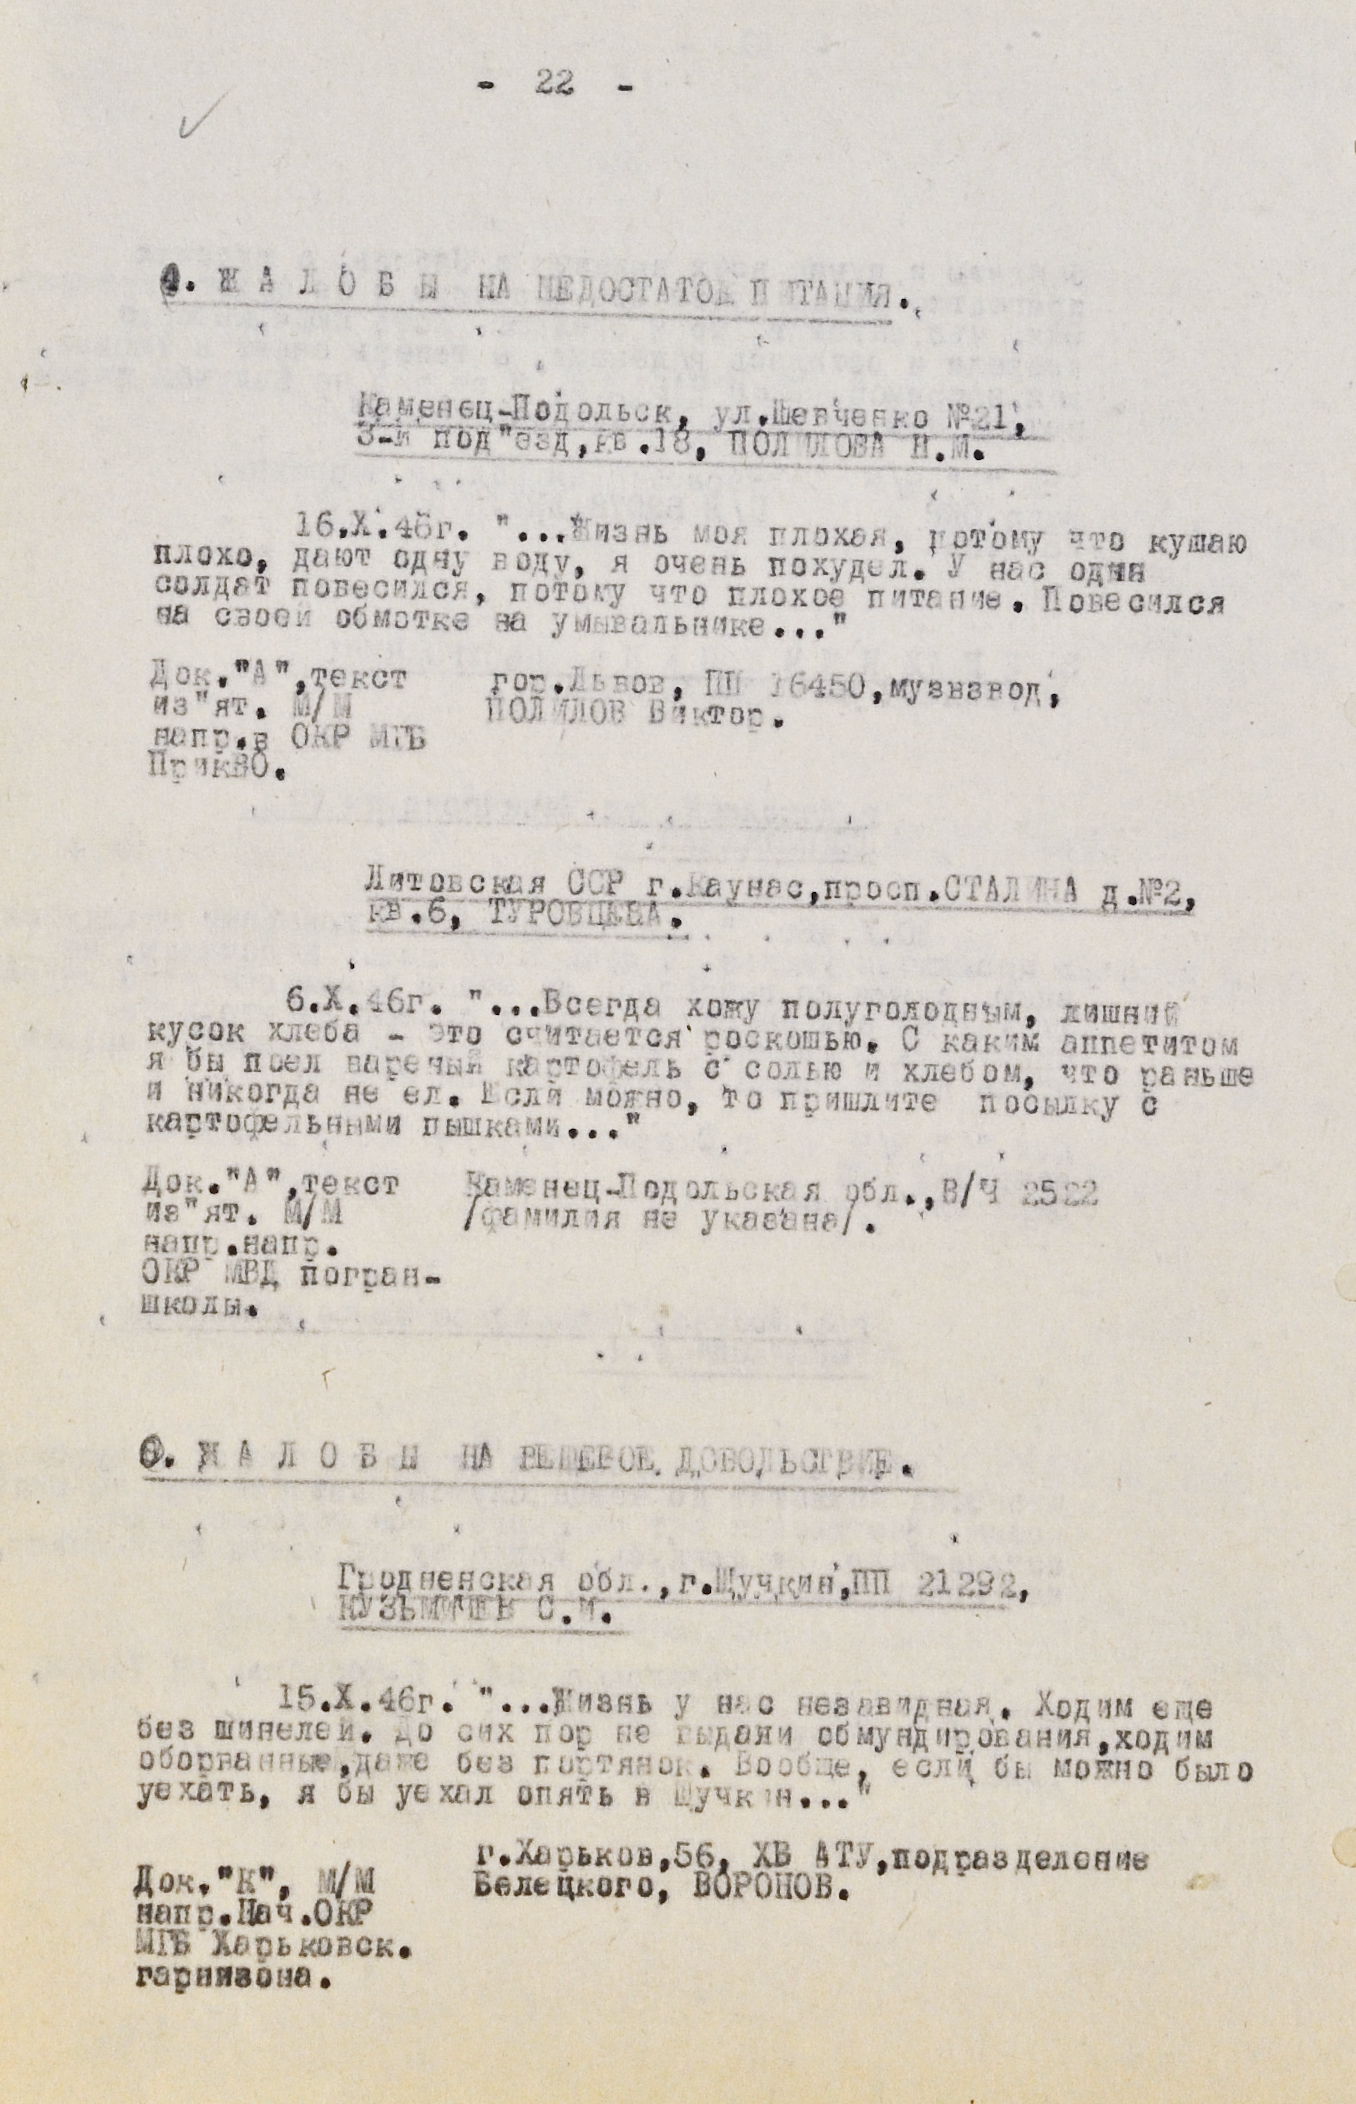 - 22 -
Ж А Л О Б Ы НА НЕДОСТАТОК ПИТАНИЯ.
Каменец-Подольск, ул.Шевченко №21,
3-й под"езд,кв.18, ПОЛИЛОВА Н.М.
16.X.46г. "...Жизнь моя плохая, потому что кушаю
плохо, дают одну воду, я очень похудел. У нас один
солдат повесился, потому что плохое питание. Повесился
на своей обмотке на умывальнике..."
Док."А",текст гор.Львов, ПП 16450,музвзвод,
из"ят. М/М ПОЛИЛОВ Виктор.
напр.в ОКР МГБ
ПрикВО.
Литовская ССР г.Каунас,просп.СТАЛИНА д.№2,
кв.6, ТУРОВЦЕВА.
6.X.46г. "...Всегда хожу полуголодным, лишний
кусок хлеба - это считается роскошью. С каким аппетитом
я бы поел вареный картофель с солью и хлебом, что раньше
и никогда не ел. Если можно, то пришлите посылку с
картофельными пышками..."
Док."А",текст Каменец-Подольская обл.,В/Ч 2522
из"ят. М/М /фамилия не указана/.
напр.напр.
ОКР МВД погран-
школы.
Ж А Л О Б Ы НА ВЕЩЕВОЕ ДОВОЛЬСТВИЕ.
Гродненская обл.,г.Щучкин,ПП 21292,
С.И.
15.X.46г. "...Жизнь у нас незавидная. Ходим еще
без шинелей. До сих пор не выдали обмундирования,ходим
оборванные,даже без портянок. Вообще, если бы можно было
уехать, я бы уехал опять в Щучкин..."
г.Харьков,56, ХВ АТУ,подразделение
Док."К", М/М Белецкого, ВОРОНОВ.
напр.Нач.ОКР
МГБ Харьковск.
гарнизона.